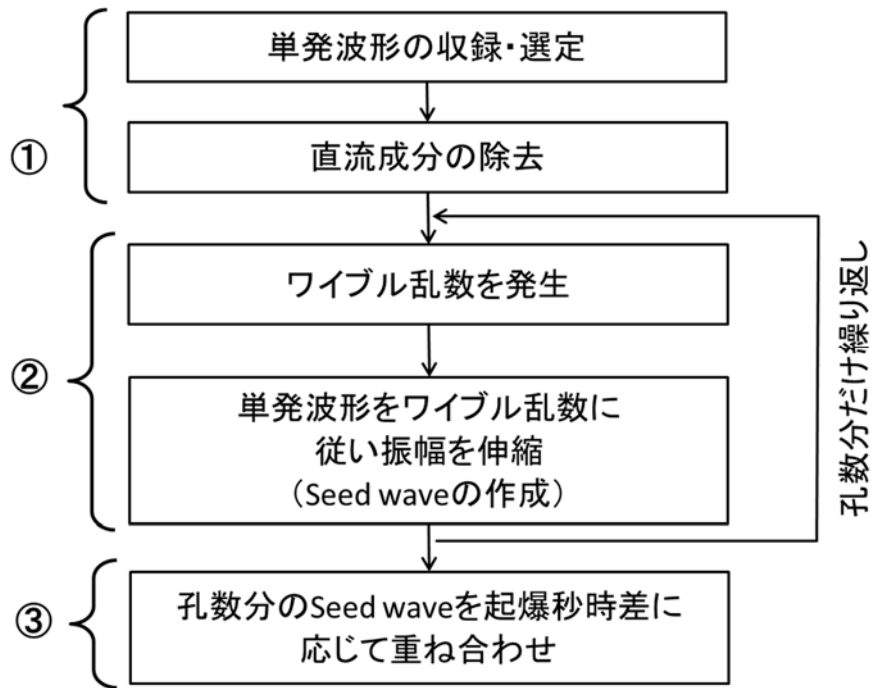 ①
単発波形の収録・選定
直流成分の除去
②
ワイブル乱数を発生
単発波形をワイブル乱数に
従い振幅を伸縮
（Seed waveの作成）
孔数分だけ繰り返し
③
孔数分のSeed waveを起爆秒時差に
応じて重ね合わせ